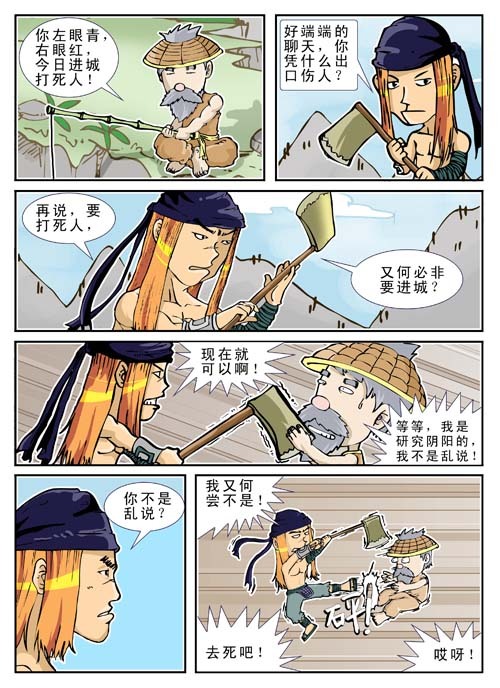 你左眼青，
右眼红，
今日进城
打死人！
好端端的
聊天，你
凭什么出
口伤人？
再说，要
打死人，
又何必非
要进城？
现在就
可以啊！
等等，我是
研究阴阳的，
我不是乱说！
你不是
乱说？
我又何
尝不是！
砰！
去死吧！
哎呀！